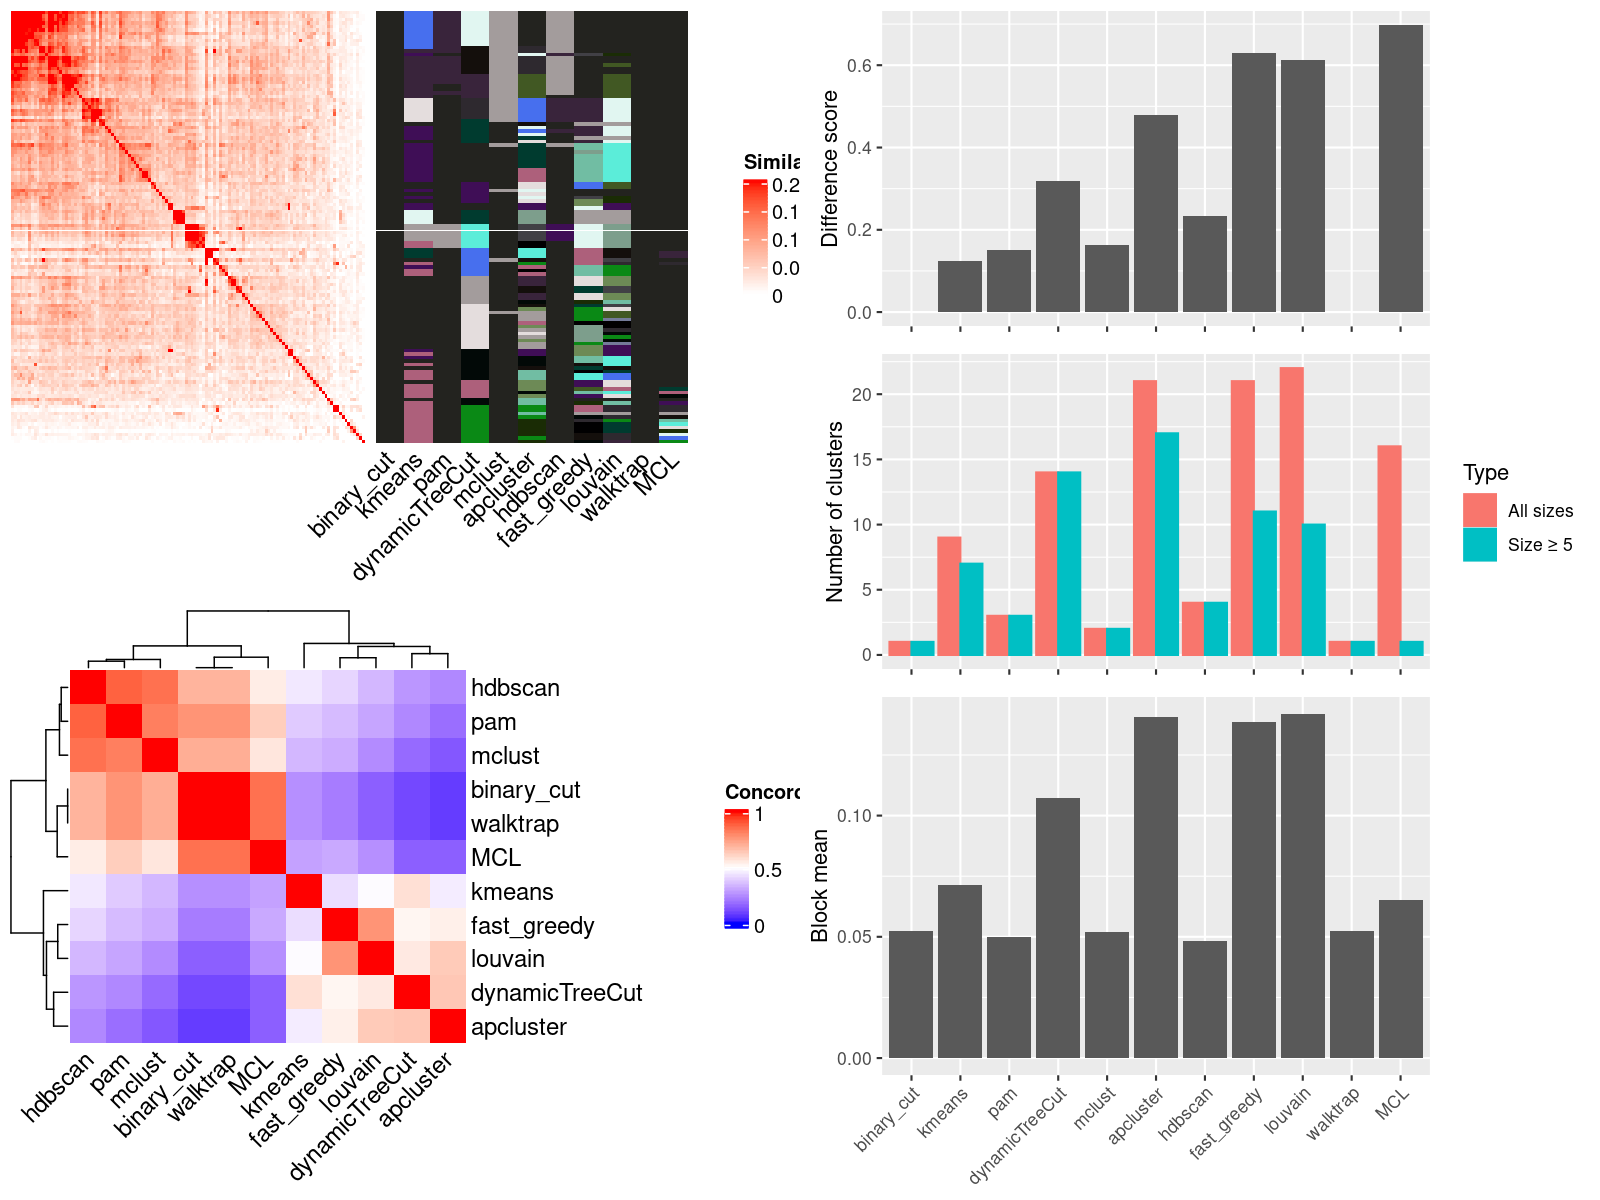 Simila
0.2
0.1
0.1
0.0
0
binary_cut
kmeans
pam
dynamicTreeCut
mclust
apcluster
hdbscan
fast_greedy
louvain
walktrap
MCL
hdbscan
pam
mclust
binary_cut
walktrap
MCL
kmeans
fast_greedy
louvain
dynamicTreeCut
apcluster
hdbscan
pam
mclust
binary_cut
walktrap
MCL
kmeans
fast_greedy
louvain
dynamicTreeCut
apcluster
Concord
1
0.5
0
Difference score
0.6
0.4
0.2
0.0
Number of clusters
20
15
10
5
0
Type
All sizes
Size ≥ 5
Block mean
0.10
0.05
0.00
binary_cut
kmeans
pam
dynamicTreeCut
mclust
apcluster
hdbscan
fast_greedy
louvain
walktrap
MCL